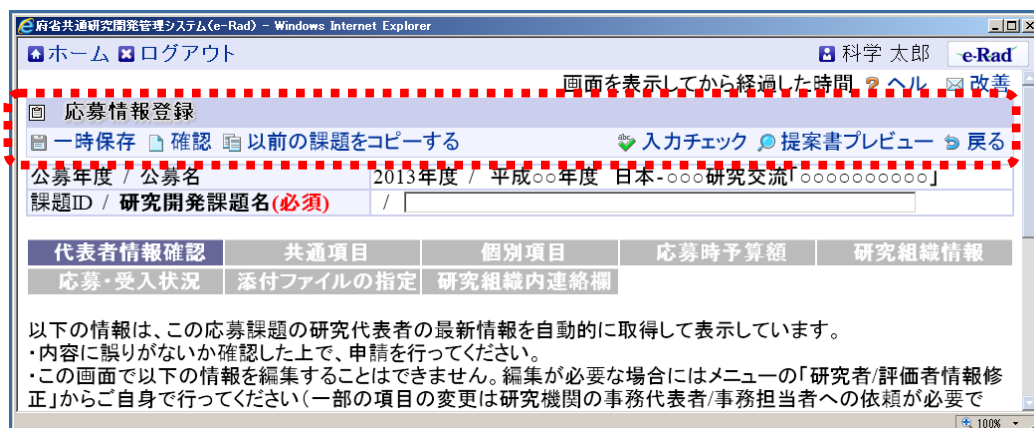 府省共通研究開発管理システム(e-Rad) - Windows Internet Explorer
ホーム ログアウト 科学 太郎 e-Rad
画面を表示してから経過した時間 ヘル 改善
応募情報登録
一時保存 確認 以前の課題をコピーする 入力チェック 提案書プレビュー 戻る
公募年度 / 公募名 2013年度 / 平成○○年度 日本-○○○研究交流「○○○○○○○○○○」
課題ID / 研究開発課題名(必須) /
代表者情報確認 共通項目 個別項目 応募時予算額 研究組織情報
応募・受入状況 添付ファイルの指定 研究組織内連絡欄
以下の情報は、この応募課題の研究代表者の最新情報を自動的に取得して表示しています。
・内容に誤りがないか確認した上で、申請を行ってください。
・この画面で以下の情報を編集することはできません。編集が必要な場合にはメニューの「研究者/評価者情報修
正」からご自身で行ってください（一部の項目の変更は研究機関の事務代表者/事務担当者への依頼が必要で
100%